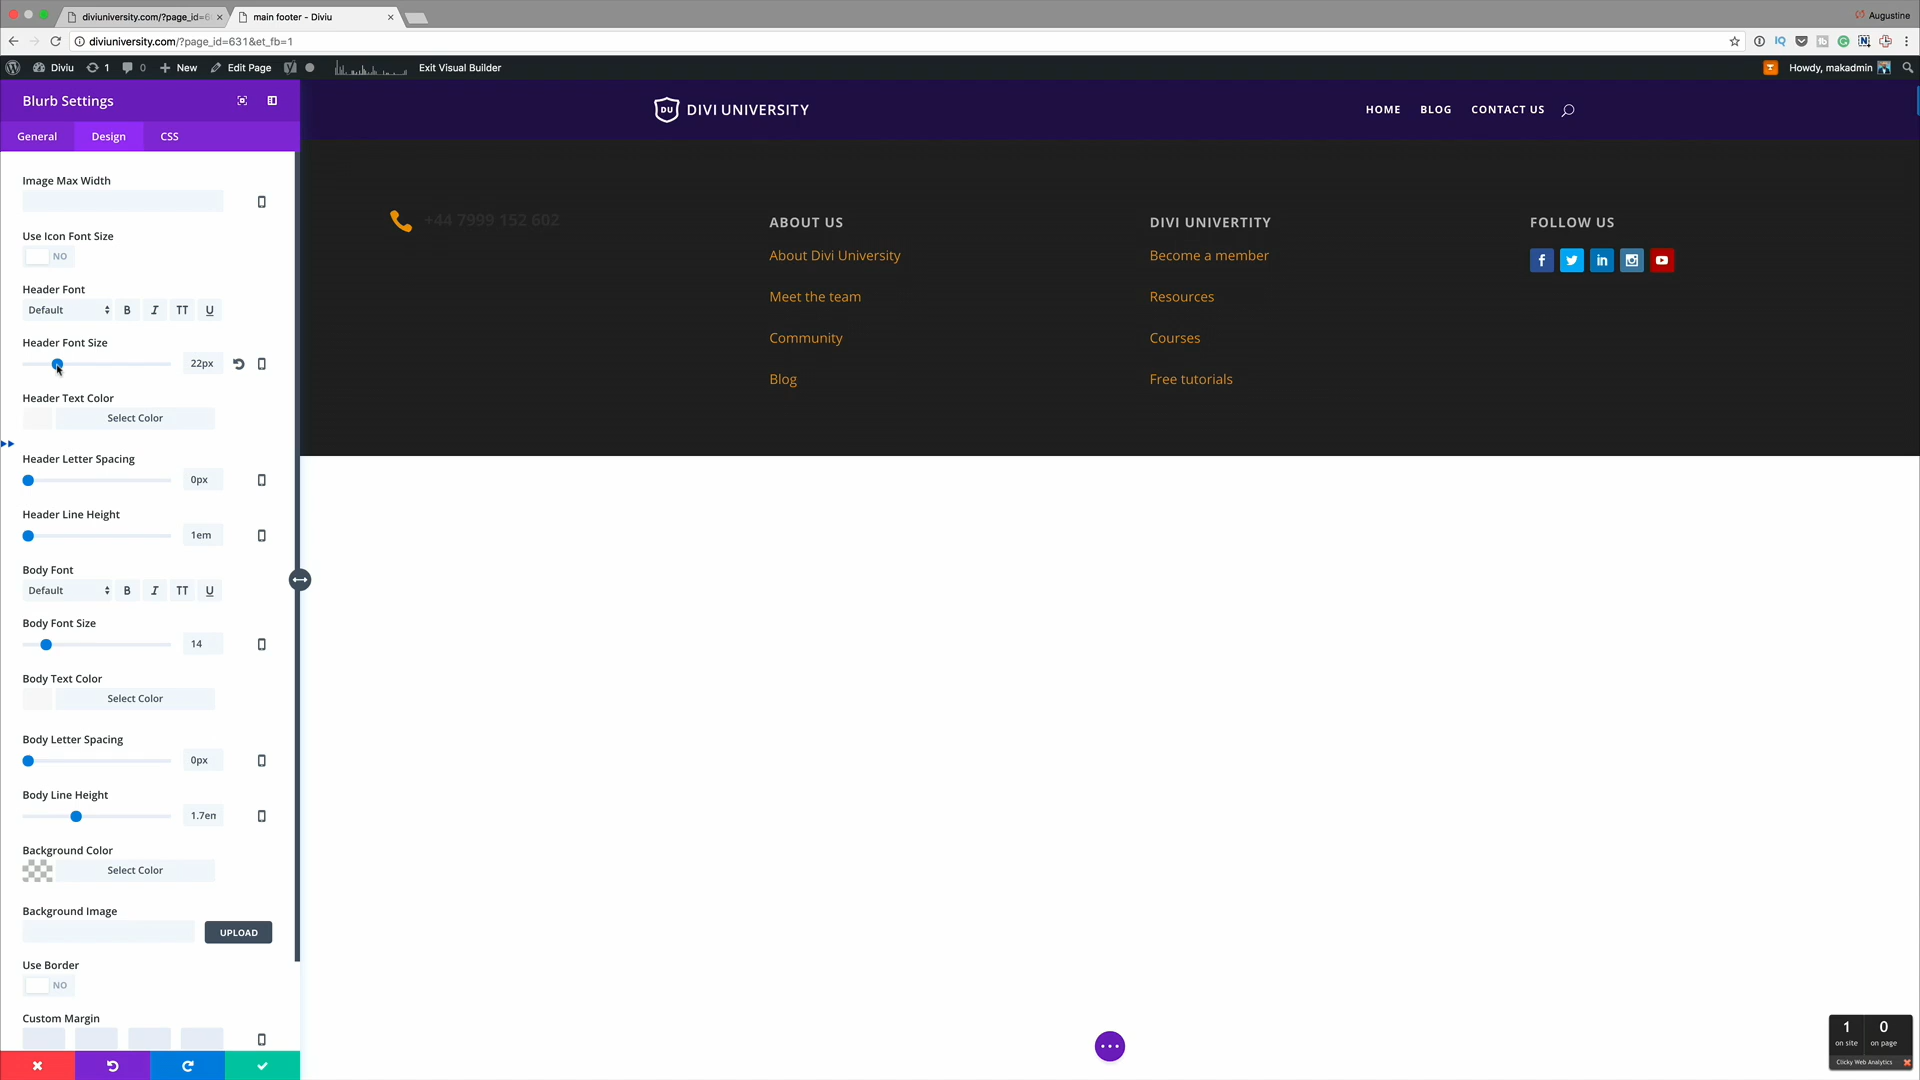 diviuniversity.com/?page_id=6
main footer - Diviu
Augustine
diviuniversity.com/?page_id=631&et_fb=1
Diviu
1
0
New
Edit Page
Exit Visual Builder
Howdy, makadmin
Blurb Settings
General
Design
CSS
Image Max Width
Use Icon Font Size
NO
Header Font
Default
B
I
TT
U
Header Font Size
22px
Header Text Color
Select Color
Header Letter Spacing
0px
Header Line Height
1em
Body Font
Default
B
I
TT
U
Body Font Size
14
Body Text Color
Select Color
Body Letter Spacing
0px
Body Line Height
1.7em
Background Color
Select Color
Background Image
UPLOAD
Use Border
NO
Custom Margin
DU
DIVI UNIVERSITY
HOME
BLOG
CONTACT US
+44 7999 152 602
ABOUT US
About Divi University
Meet the team
Community
Blog
DIVI UNIVERTITY
Become a member
Resources
Courses
Free tutorials
FOLLOW US
1
on site
0
on page
Clicky Web Analytics